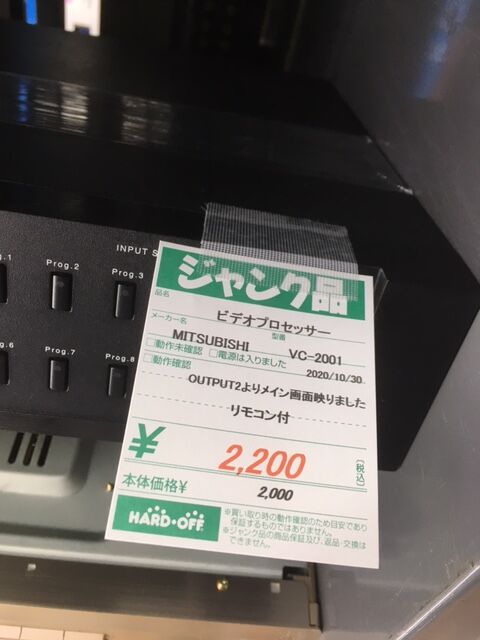 INPUT S
Prog.2
Prog.3
Prog.7
Prog.8
ジャンク品
品名
ビデオプロセッサー
メーカー名
型番
MITSUBISHI
VC-2001
□動作未確認 □電源は入りました
2020/10/30
□動作確認
OUTPUT2よりメイン画面映りました
リモコン付
¥ 2,200 (税込)
本体価格¥ 2,000
HARD・OFF
※買い取り時の動作確認のため目安であり
保証するものではありません。
※ジャンク品の商品保証及び、返品・交換は
できません。